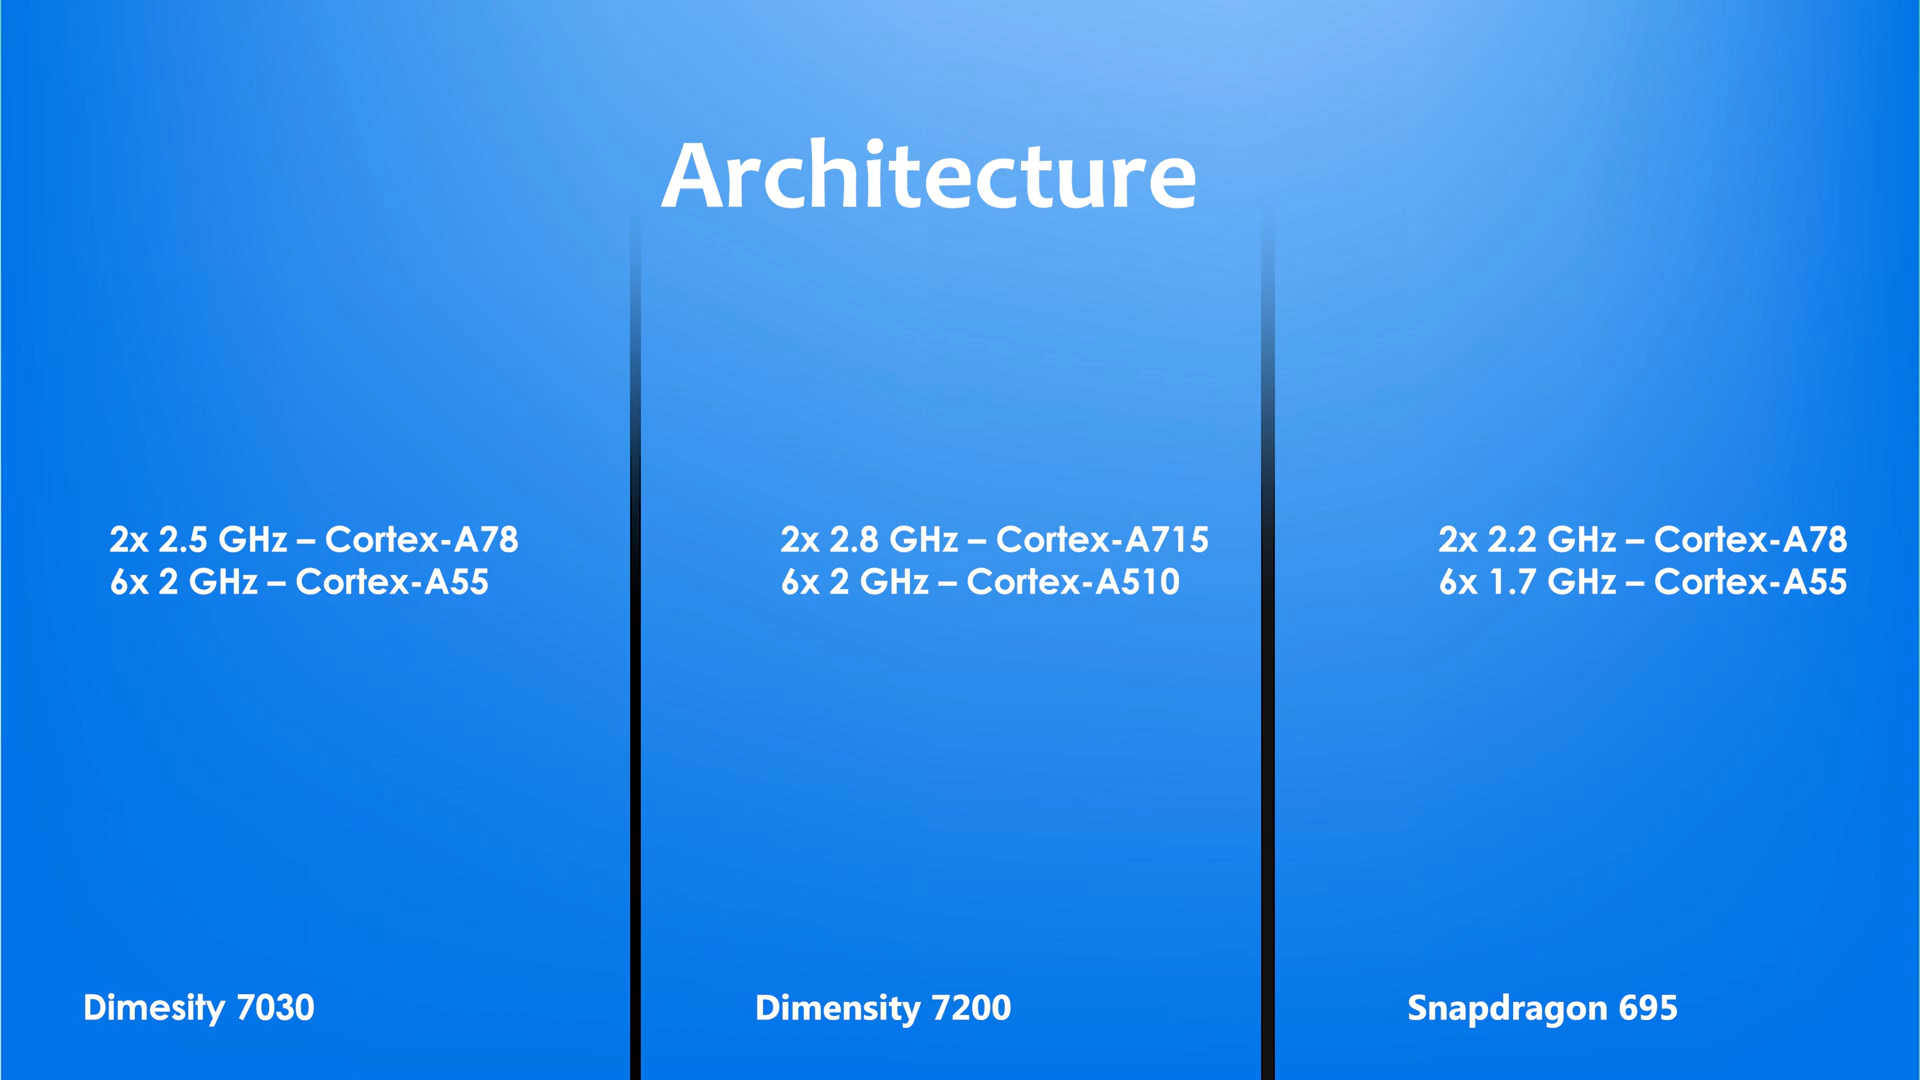 Architecture
2x 2.5 GHz – Cortex-A78
6x 2 GHz – Cortex-A55
2x 2.8 GHz – Cortex-A715
6x 2 GHz – Cortex-A510
2x 2.2 GHz – Cortex-A78
6x 1.7 GHz – Cortex-A55
Dimesity 7030
Dimensity 7200
Snapdragon 695